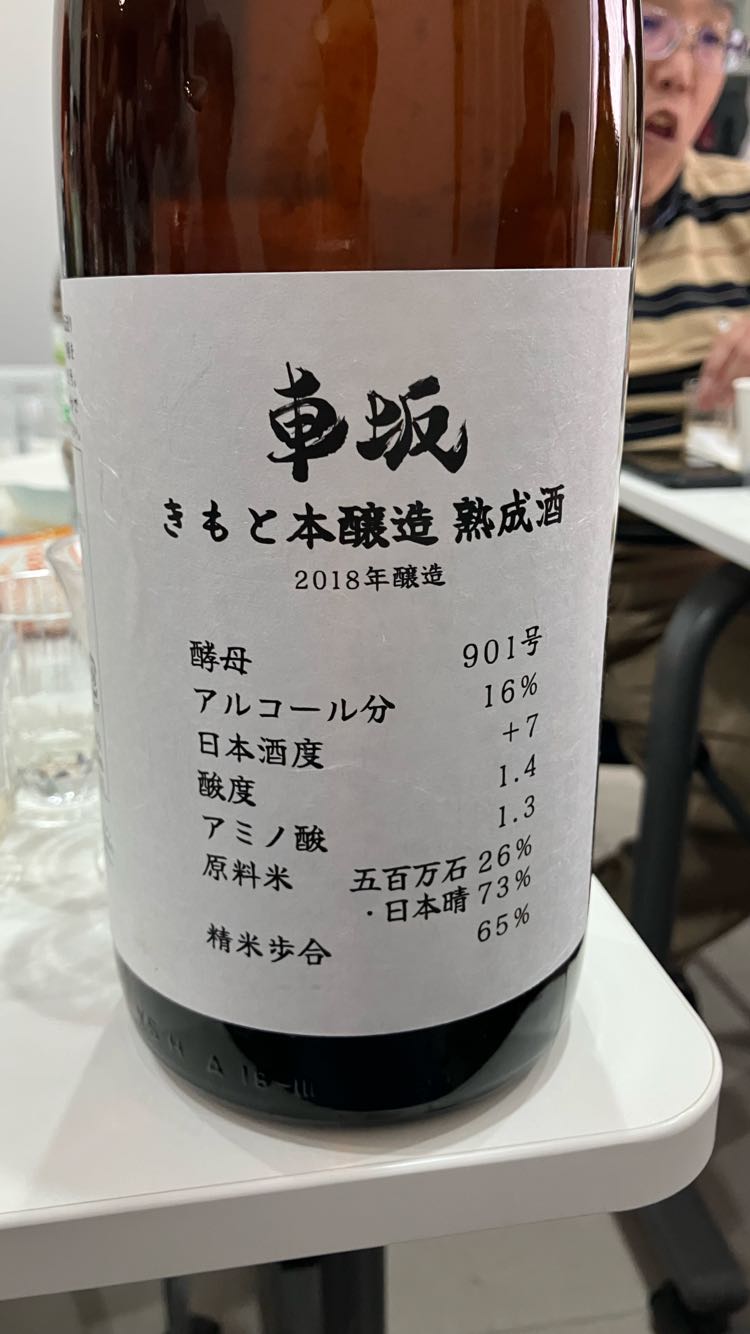 車坂
きもと本醸造 熟成酒
2018年醸造
酵母 901号
アルコール分 16%
日本酒度 +7
酸度 1.4
アミノ酸 1.3
原料米 五百万石 26%
・日本晴 73%
精米歩合 65%